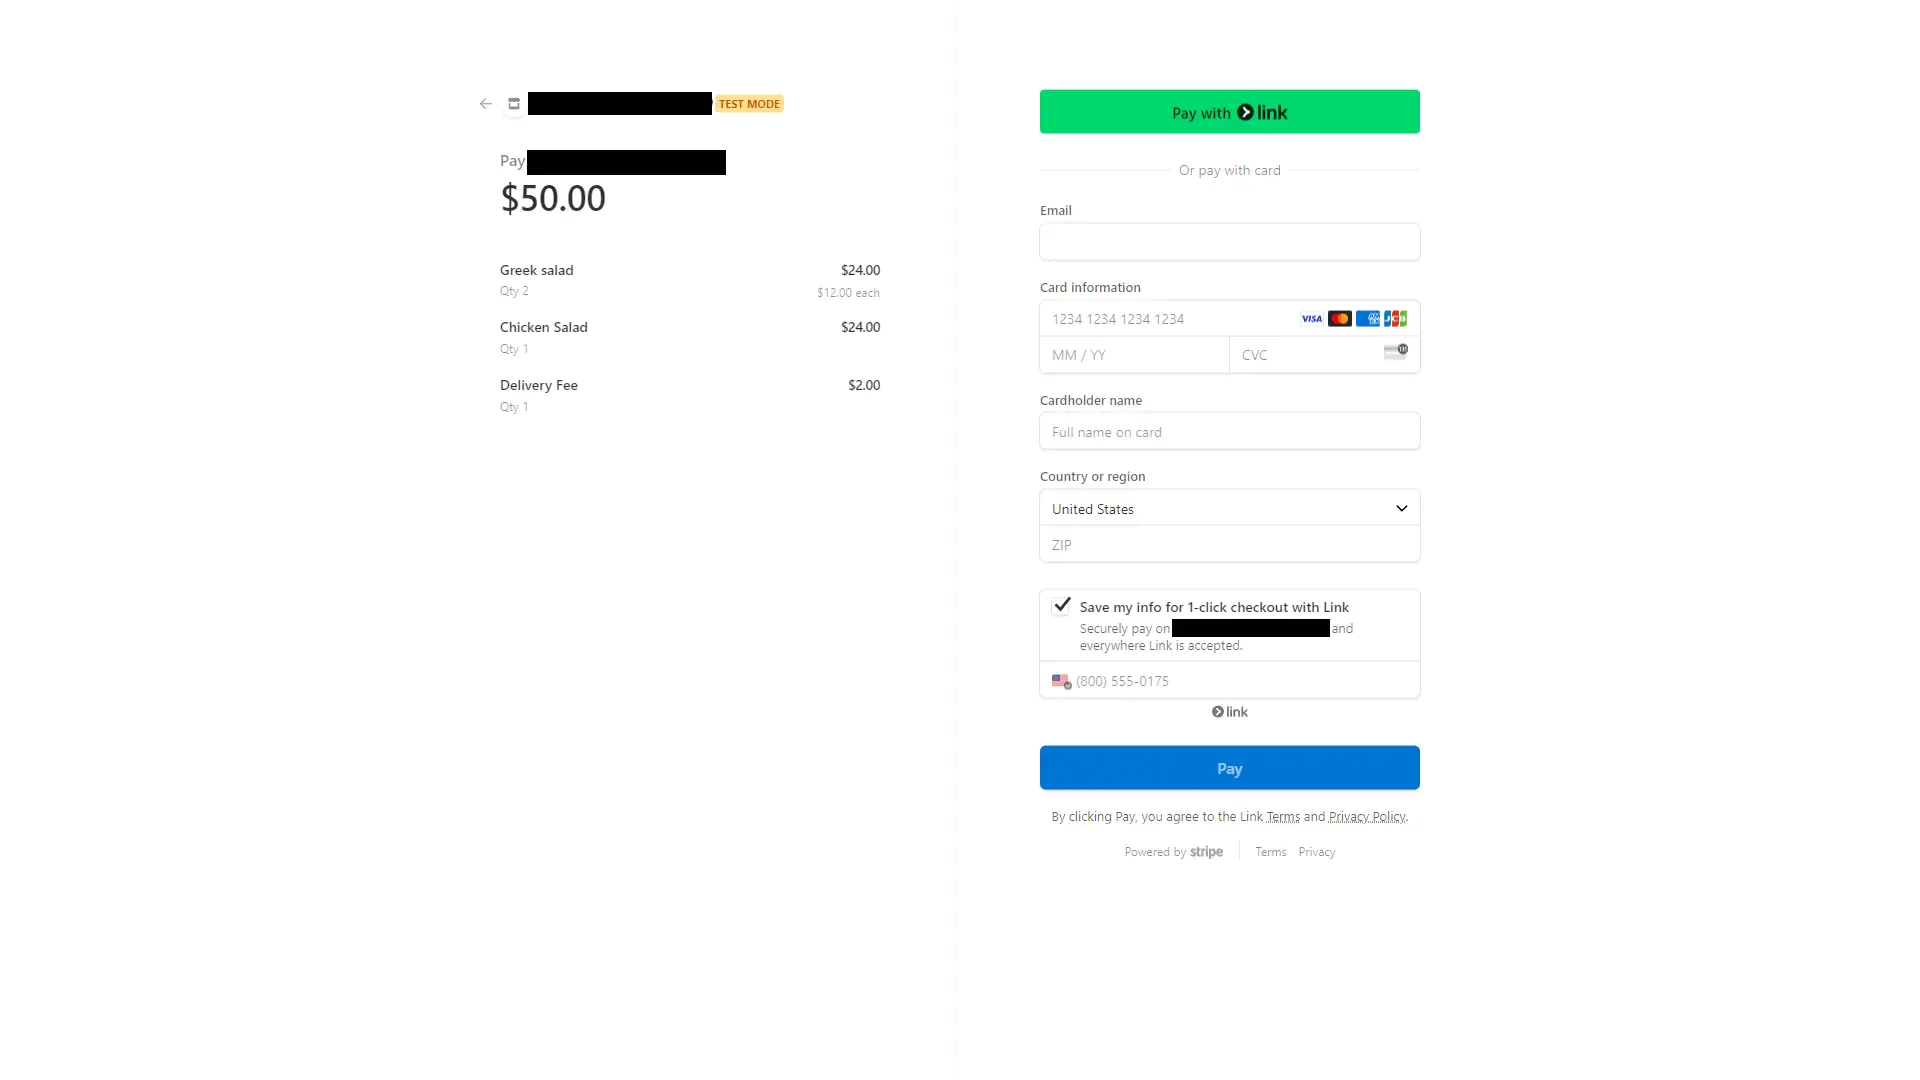 TEST MODE
Pay
$50.00
Greek salad $24.00
Qty 2 $12.00 each
Chicken Salad $24.00
Qty 1
Delivery Fee $2.00
Qty 1
Pay with link
Or pay with card
Email
Card information
1234 1234 1234 1234 VISA AMEX JCB
MM / YY CVC
Cardholder name
Full name on card
Country or region
United States
ZIP
Save my info for 1-click checkout with Link
Securely pay on and
everywhere Link is accepted.
(800) 555-0175
link
Pay
By clicking Pay, you agree to the Link Terms and Privacy Policy.
Powered by stripe Terms Privacy